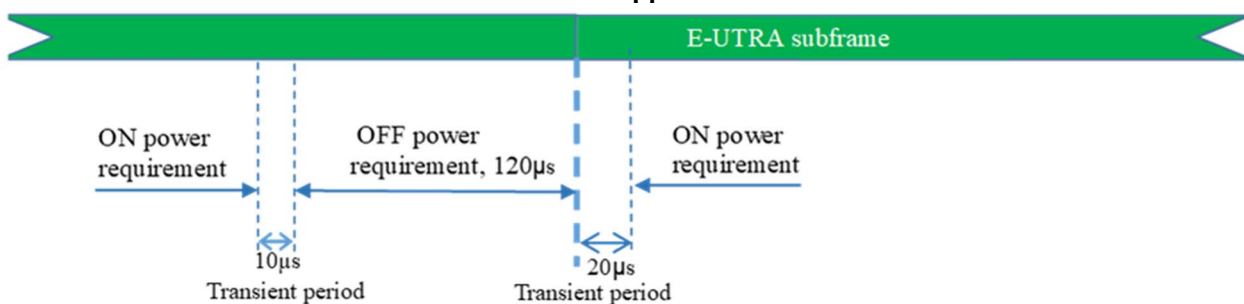 E-UTRA subframe
ON power
requirement
OFF power
requirement, 120μs
ON power
requirement
10μs
Transient period
20μs
Transient period